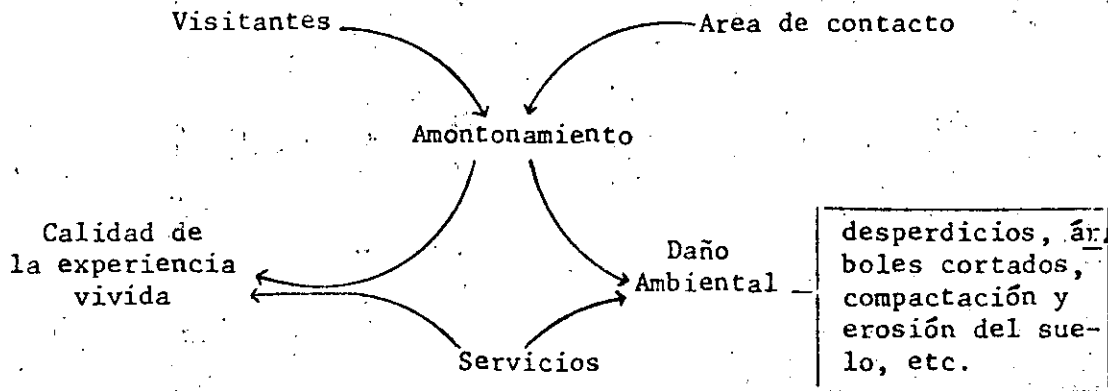 Visitantes
Area de contacto
Amontonamiento
Calidad de
la experiencia
vivida
Daño
Ambiental
desperdicios, ár
boles cortados,
compactación y
erosión del sue-
lo, etc.
Servicios